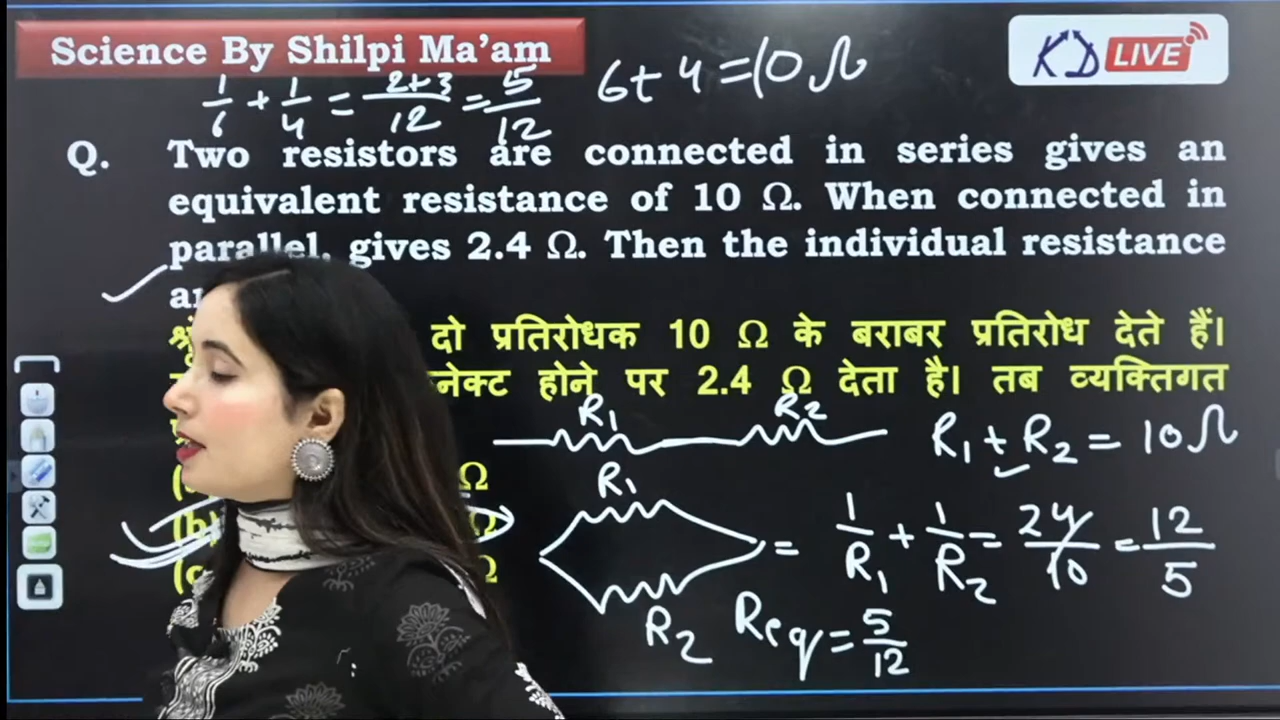 Science By Shilpi Ma'am
KD LIVE
1/6 + 1/4 = 2+3/12 = 5/12
6+4=10Ω
Q. Two resistors are connected in series gives an
equivalent resistance of 10 Ω. When connected in
parallel, gives 2.4 Ω. Then the individual resistance
दो प्रतिरोधक 10 Ω के बराबर प्रतिरोध देते हैं।
होने पर 2.4 Ω देता है। तब व्यक्तिगत
R1 R2
R1 + R2 = 10Ω
Ω
(b) Ω
Ω
R1
= 1/R1 + 1/R2 = 24/10 = 12/5
R2
Req = 5/12